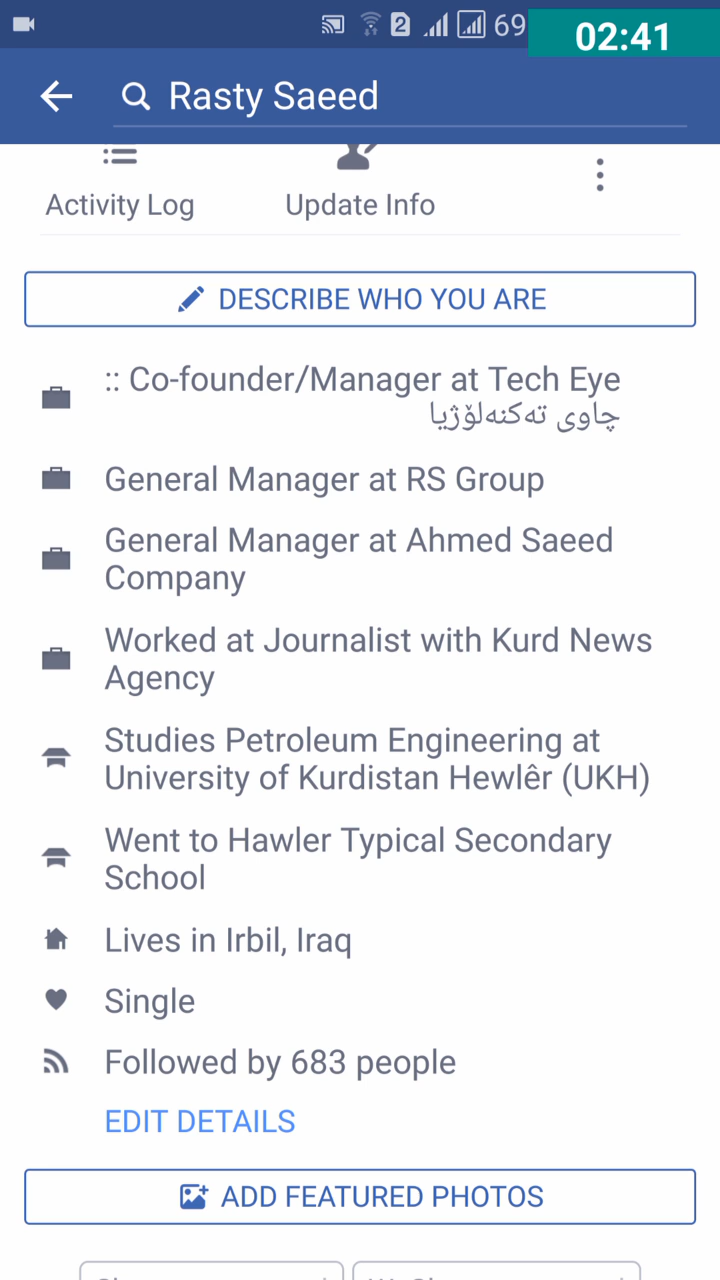 2 69 02:41
Rasty Saeed
Activity Log Update Info
DESCRIBE WHO YOU ARE
:: Co-founder/Manager at Tech Eye
چاوی تەکنەلۆژیا
General Manager at RS Group
General Manager at Ahmed Saeed
Company
Worked at Journalist with Kurd News
Agency
Studies Petroleum Engineering at
University of Kurdistan Hewlêr (UKH)
Went to Hawler Typical Secondary
School
Lives in Irbil, Iraq
Single
Followed by 683 people
EDIT DETAILS
ADD FEATURED PHOTOS